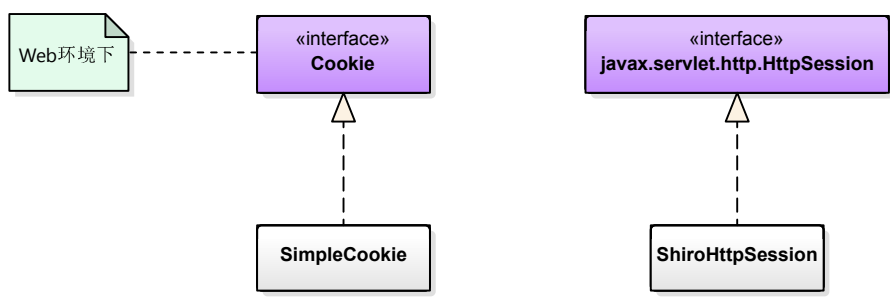 Web环境下
«interface»
Cookie
«interface»
javax.servlet.http.HttpSession
SimpleCookie
ShiroHttpSession